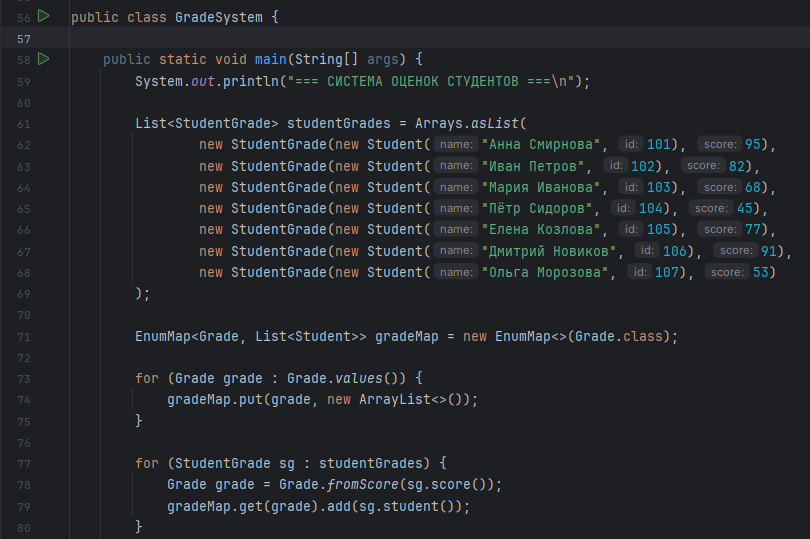 56 public class GradeSystem {
57
58 public static void main(String[] args) {
59 System.out.println("=== СИСТЕМА ОЦЕНОК СТУДЕНТОВ ===\n");
60
61 List<StudentGrade> studentGrades = Arrays.asList(
62 new StudentGrade(new Student( name: "Анна Смирнова", id: 101), score: 95),
63 new StudentGrade(new Student( name: "Иван Петров", id: 102), score: 82),
64 new StudentGrade(new Student( name: "Мария Иванова", id: 103), score: 68),
65 new StudentGrade(new Student( name: "Пётр Сидоров", id: 104), score: 45),
66 new StudentGrade(new Student( name: "Елена Козлова", id: 105), score: 77),
67 new StudentGrade(new Student( name: "Дмитрий Новиков", id: 106), score: 91),
68 new StudentGrade(new Student( name: "Ольга Морозова", id: 107), score: 53)
69 );
70
71 EnumMap<Grade, List<Student>> gradeMap = new EnumMap<>(Grade.class);
72
73 for (Grade grade : Grade.values()) {
74 gradeMap.put(grade, new ArrayList<>());
75 }
76
77 for (StudentGrade sg : studentGrades) {
78 Grade grade = Grade.fromScore(sg.score());
79 gradeMap.get(grade).add(sg.student());
80 }